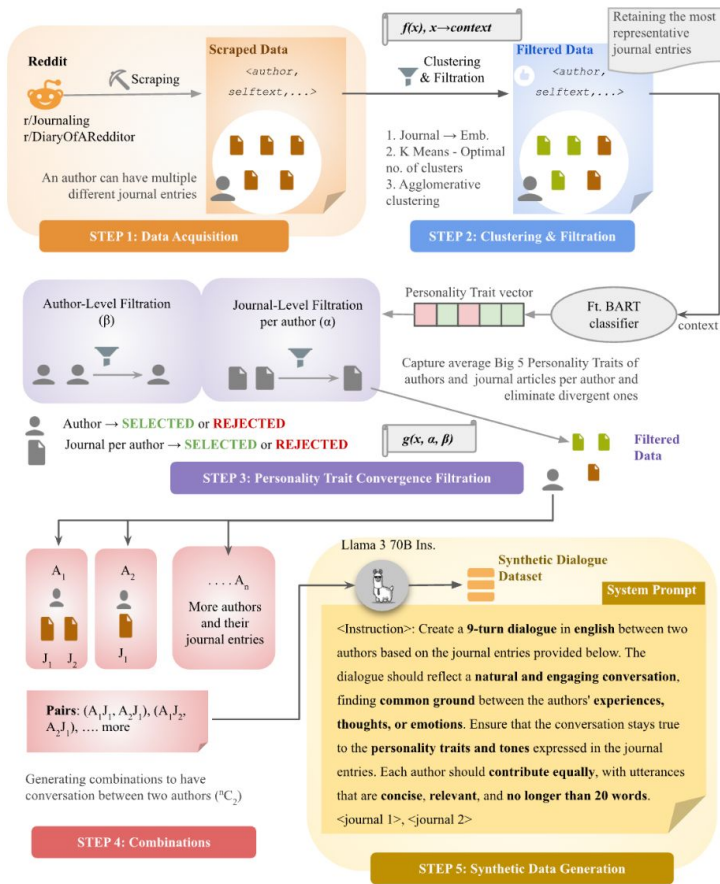 Reddit
Scraping
r/Journaling
r/DiaryOfARedditor
An author can have multiple
different journal entries
Scraped Data
<author,
selftext,...>
STEP 1: Data Acquisition
f(x), x→context
Clustering
& Filtration
1. Journal → Emb.
2. K Means - Optimal
no. of clusters
3. Agglomerative
clustering
Filtered Data
<author,
selftext,...>
Retaining the most
representative
journal entries
STEP 2: Clustering & Filtration
Author-Level Filtration
(β)
Journal-Level Filtration
per author (α)
Personality Trait vector
Ft. BART
classifier
context
Capture average Big 5 Personality Traits of
authors and journal articles per author and
eliminate divergent ones
Author → SELECTED or REJECTED
Journal per author → SELECTED or REJECTED
g(x, α, β)
Filtered
Data
STEP 3: Personality Trait Convergence Filtration
A₁
J₁ J₂
A₂
J₁
. . . . Aₙ
More authors
and their
journal entries
Pairs: (A₁J₁, A₂J₁), (A₁J₂,
A₂J₁), .... more
Generating combinations to have
conversation between two authors (ⁿC₂)
STEP 4: Combinations
Llama 3 70B Ins.
Synthetic Dialogue
Dataset
System Prompt
<Instruction>: Create a 9-turn dialogue in english between two
authors based on the journal entries provided below. The
dialogue should reflect a natural and engaging conversation,
finding common ground between the authors' experiences,
thoughts, or emotions. Ensure that the conversation stays true
to the personality traits and tones expressed in the journal
entries. Each author should contribute equally, with utterances
that are concise, relevant, and no longer than 20 words.
<journal 1>, <journal 2>
STEP 5: Synthetic Data Generation